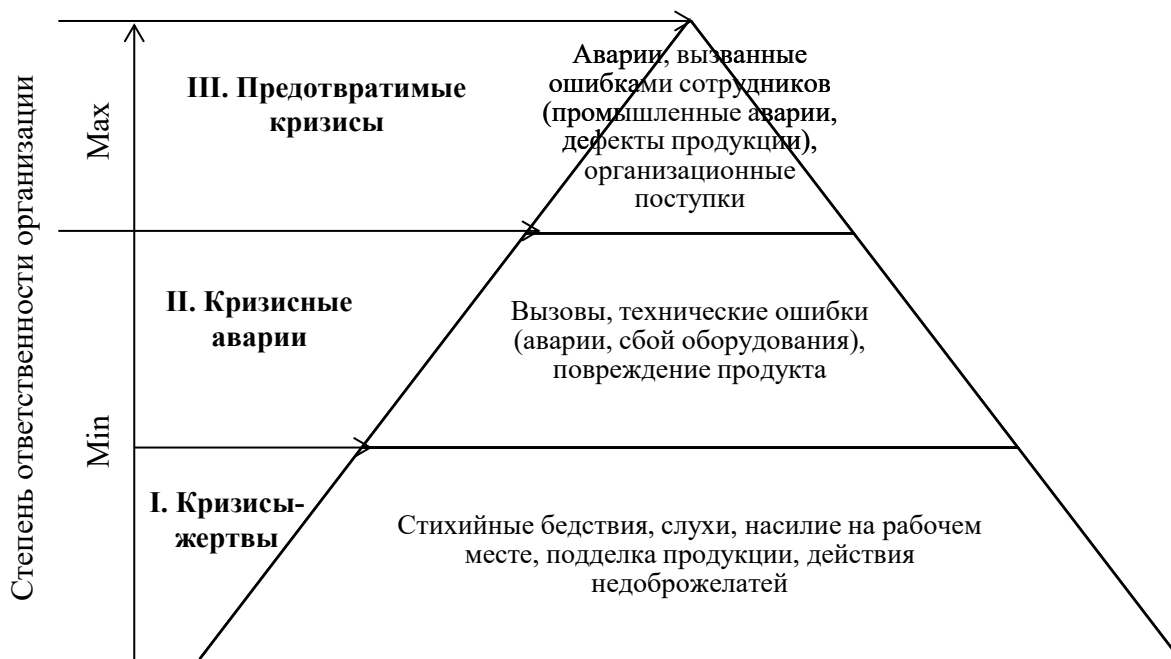 Степень ответственности организации
Max
Min
III. Предотвратимые
кризисы
Аварии, вызванные
ошибками сотрудников
(промышленные аварии,
дефекты продукции),
организационные
поступки
II. Кризисные
аварии
Вызовы, технические ошибки
(аварии, сбой оборудования),
повреждение продукта
I. Кризисы-
жертвы
Стихийные бедствия, слухи, насилие на рабочем
месте, подделка продукции, действия
недоброжелатей